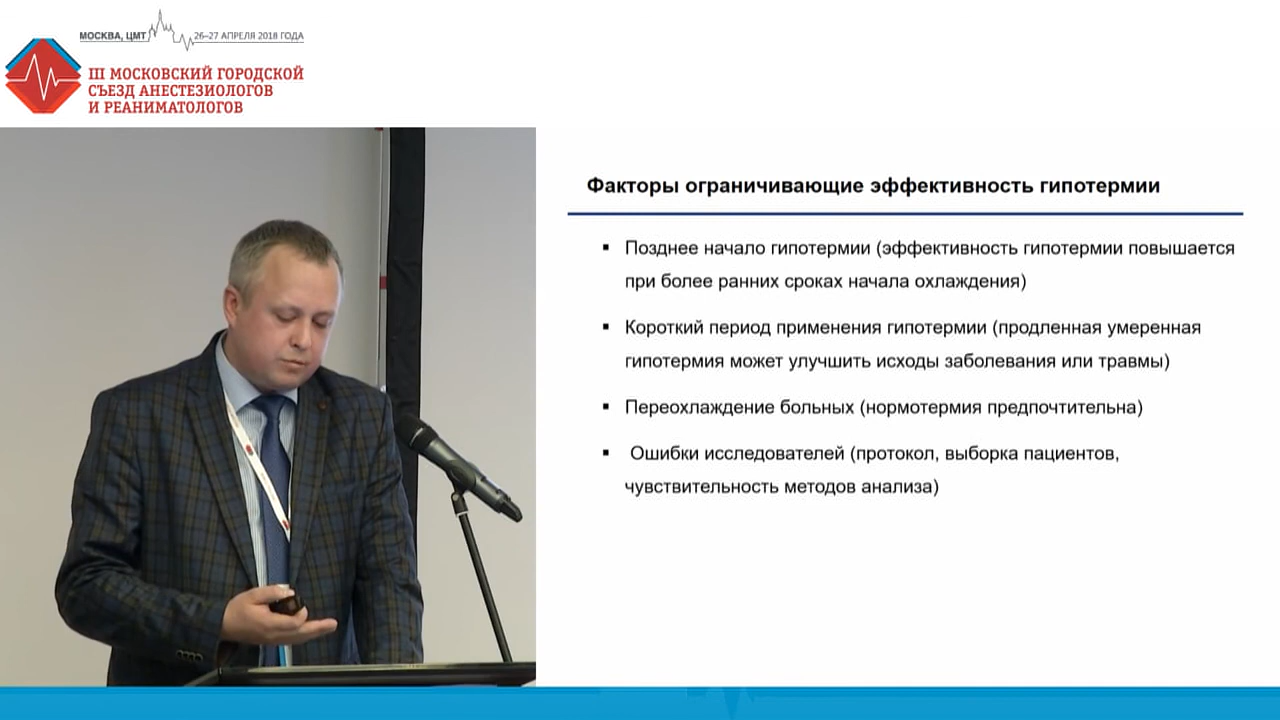 МОСКВА, ЦМТ 26–27 АПРЕЛЯ 2018 ГОДА
III МОСКОВСКИЙ ГОРОДСКОЙ
СЪЕЗД АНЕСТЕЗИОЛОГОВ
И РЕАНИМАТОЛОГОВ
Факторы ограничивающие эффективность гипотермии
▪ Позднее начало гипотермии (эффективность гипотермии повышается
при более ранних сроках начала охлаждения)
▪ Короткий период применения гипотермии (продленная умеренная
гипотермия может улучшить исходы заболевания или травмы)
▪ Переохлаждение больных (нормотермия предпочтительна)
▪ Ошибки исследователей (протокол, выборка пациентов,
чувствительность методов анализа)